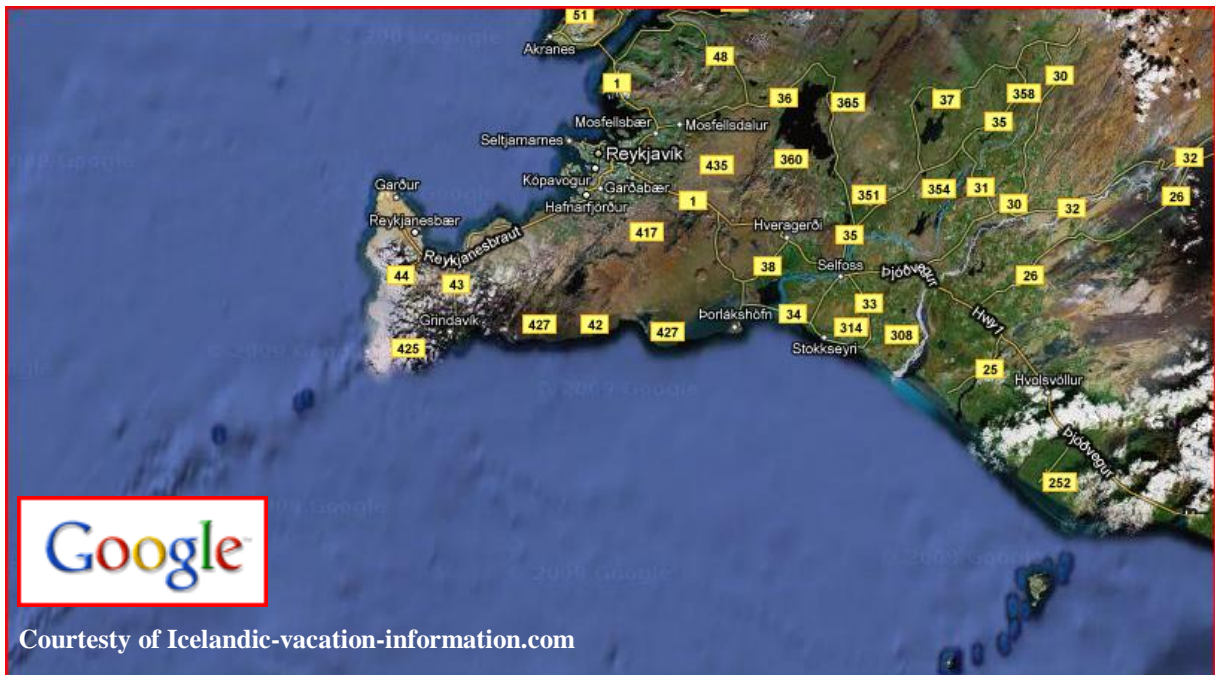 51
Akranes
48
1
30
36
365
37
358
35
Mosfellsbær
Mosfellsdalur
Seltjarnarnes
Reykjavík
435
360
32
Kópavogur
Garðabær
Garður
Hafnarfjörður
1
351
354
31
30
32
26
Reykjanesbær
Reykjanesbraut
417
Hveragerði
35
44
43
38
Selfoss
Þjóðvegur
26
Grindavík
427
42
427
Þorlákshöfn
34
33
314
308
Hwy 1
425
Stokkseyri
25
Hvolsvöllur
Þjóðvegur
252
Google
Courtesty of Icelandic-vacation-information.com